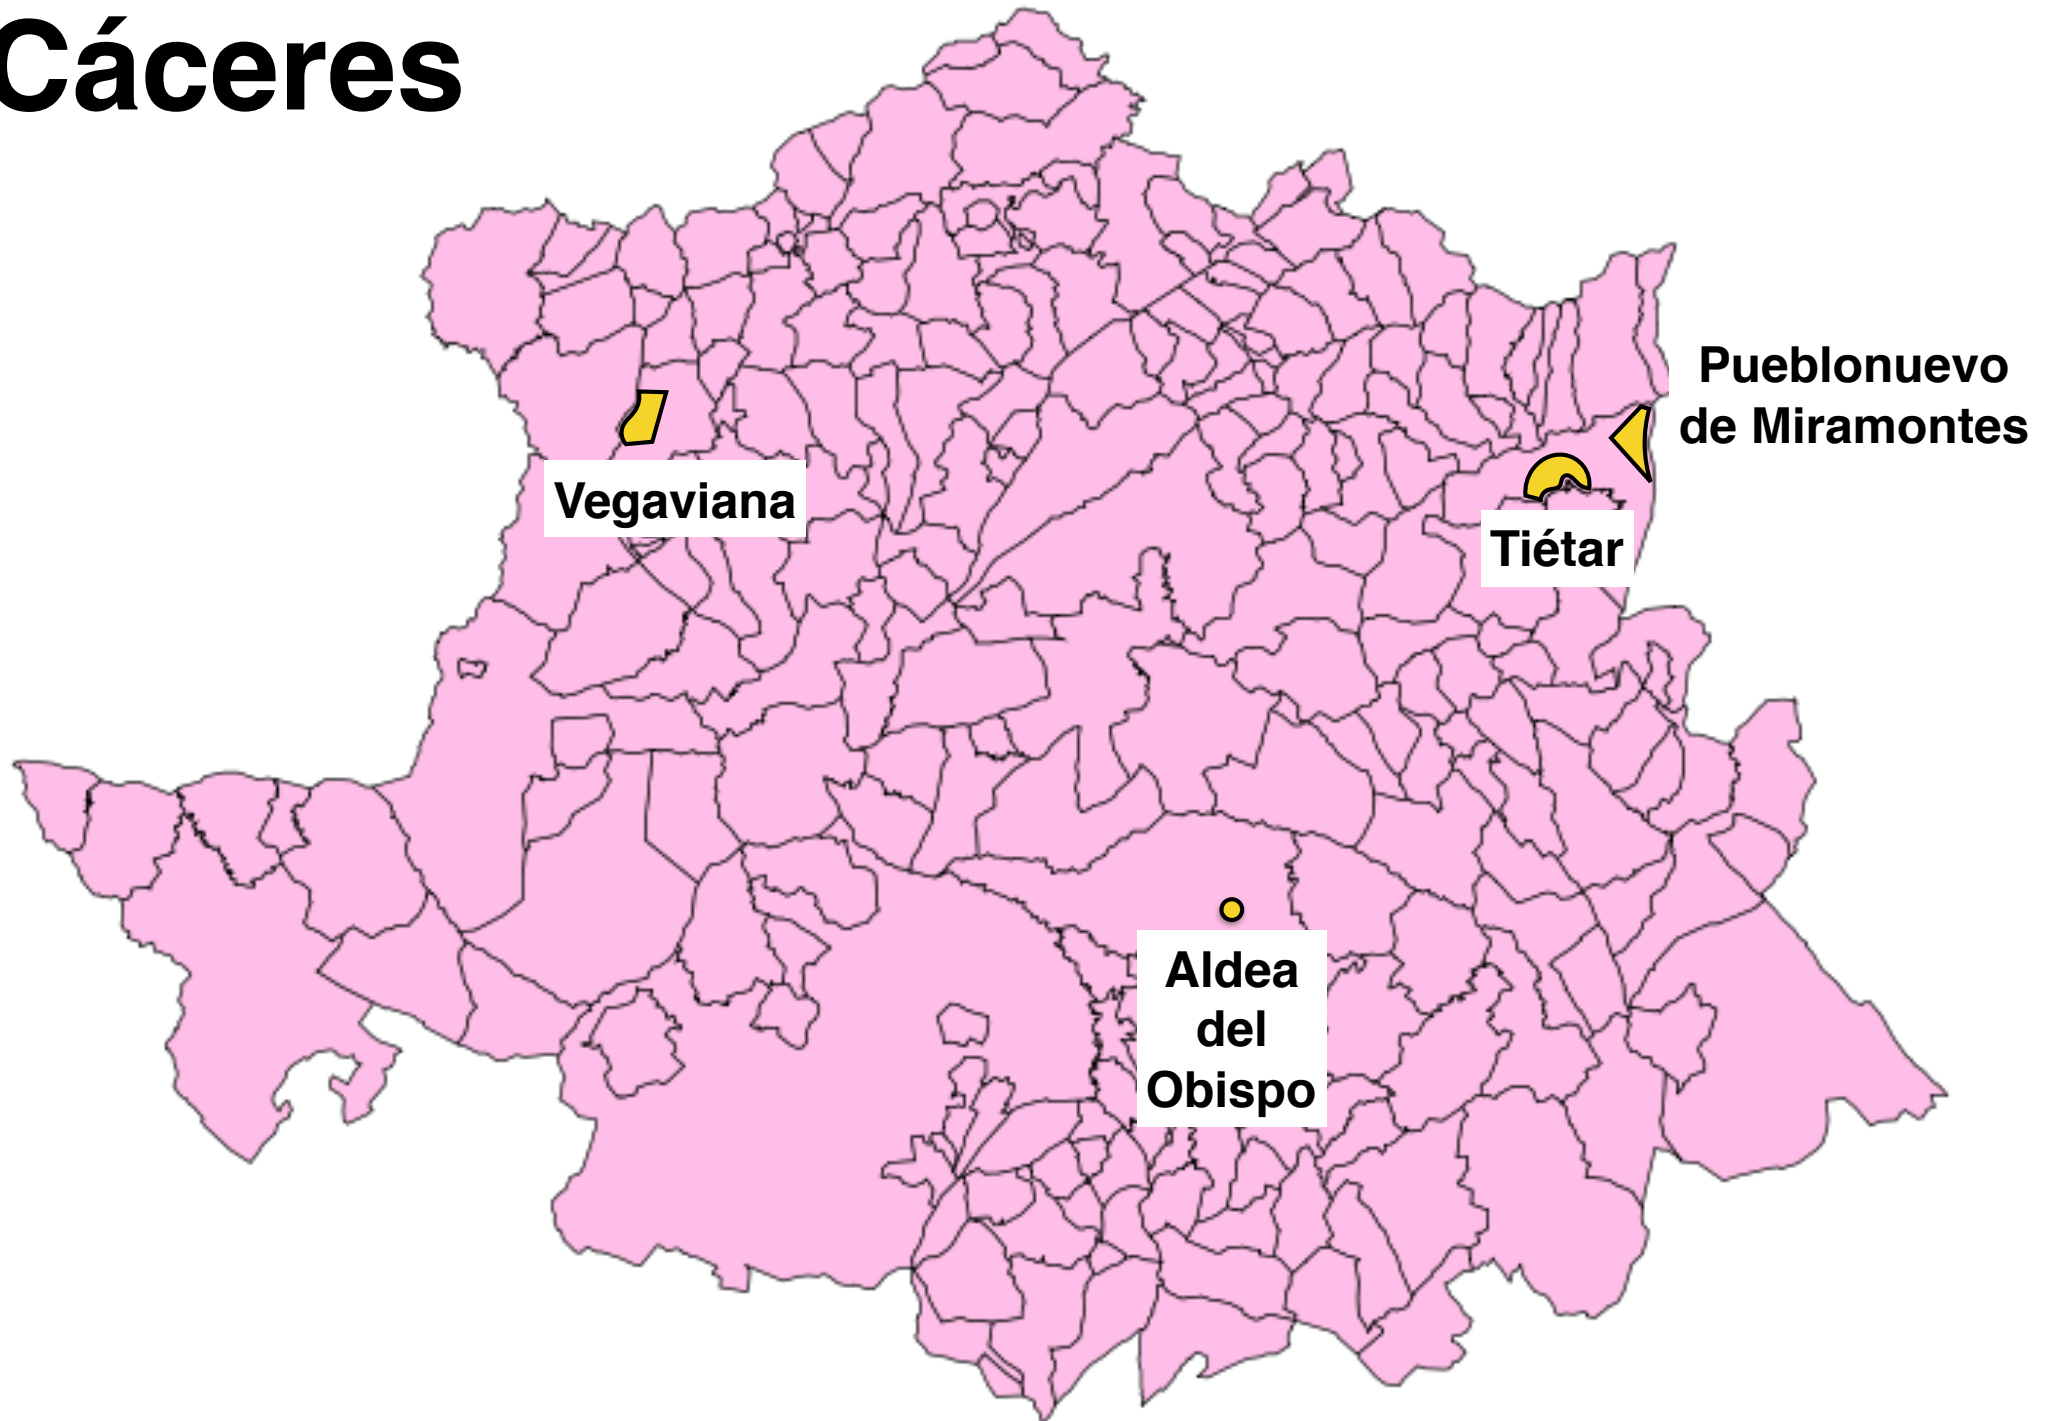 Cáceres
Pueblonuevo
de Miramontes
Vegaviana
Tiétar
Aldea
del
Obispo